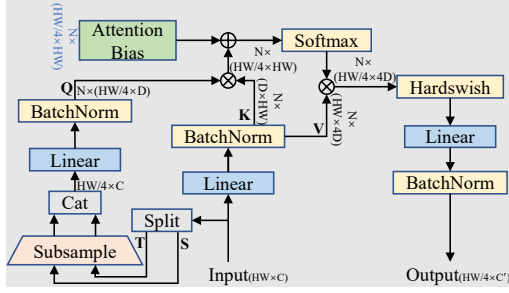 N×
(HW/4×HW)
Attention
Bias
Softmax
N×
(HW/4×HW)
N×
(HW/4×4D)
Q N×(HW/4×D)
BatchNorm
K
N×
(D×HW)
BatchNorm
V
N×
(HW×4D)
Hardswish
Linear
Linear
Linear
BatchNorm
HW/4×C
Cat
Split
T
S
Subsample
Input(HW×C)
Output(HW/4×C')